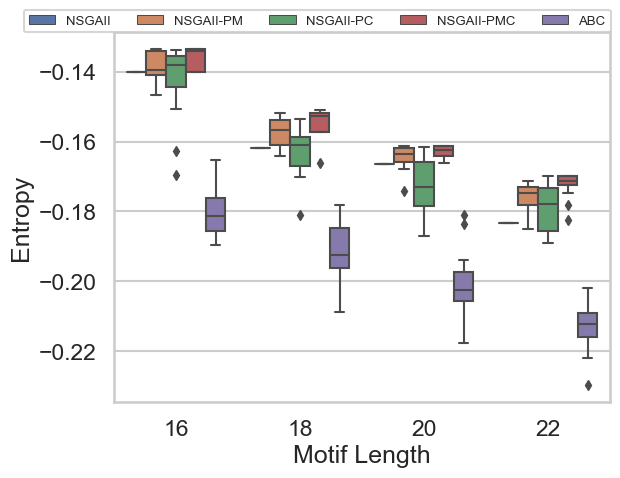 NSGAII NSGAII-PM NSGAII-PC NSGAII-PMC ABC
−0.14
−0.16
−0.18
−0.20
−0.22
Entropy
16 18 20 22
Motif Length